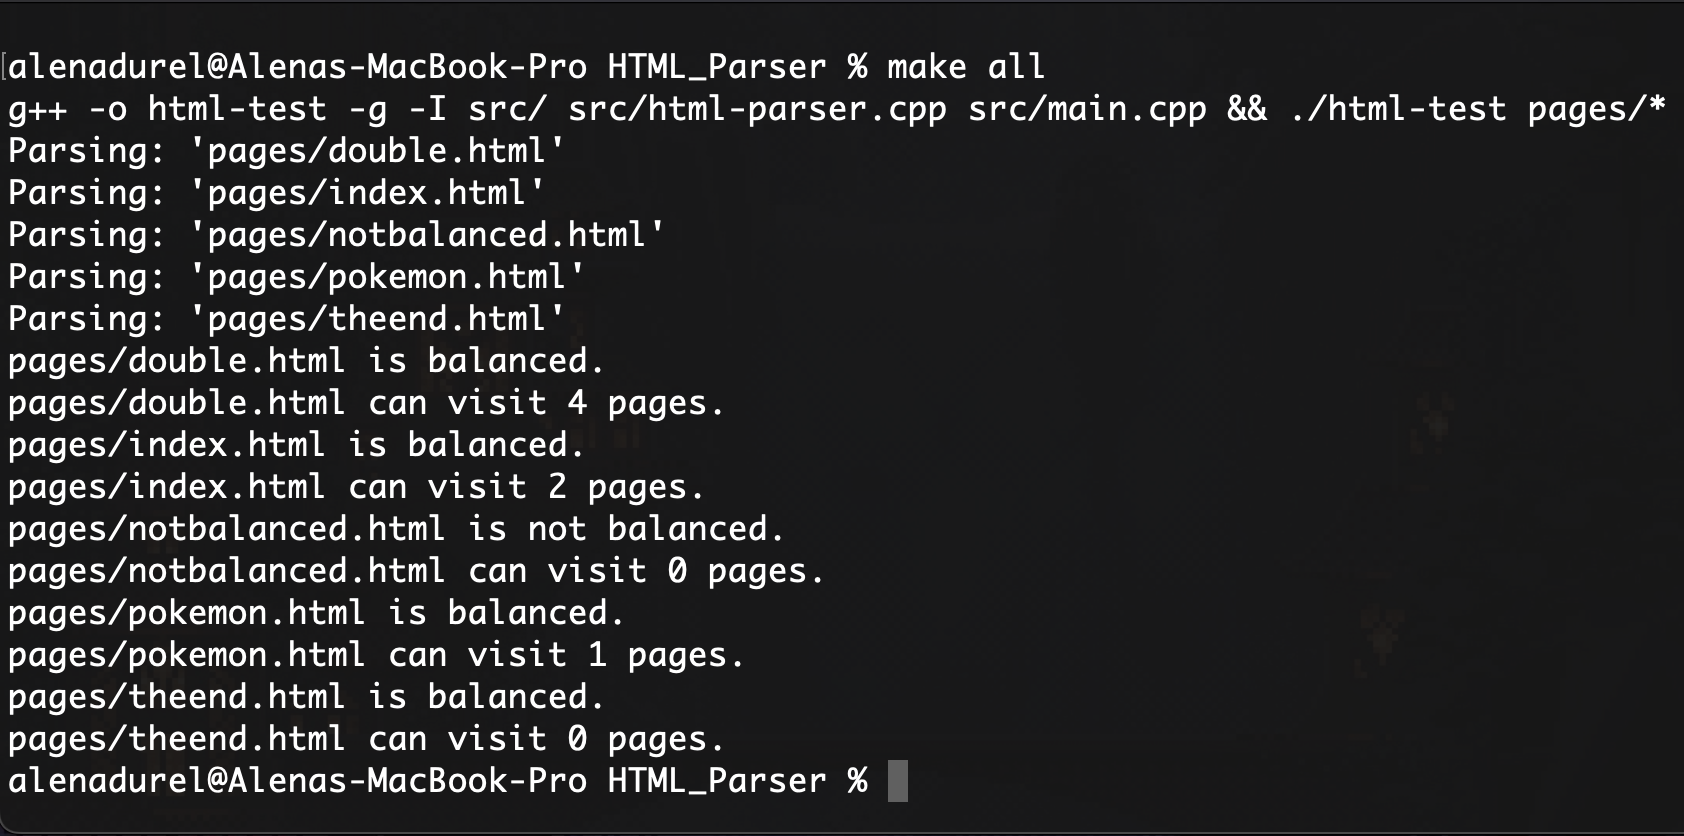 [alenadurel@Alenas-MacBook-Pro HTML_Parser % make all
g++ -o html-test -g -I src/ src/html-parser.cpp src/main.cpp && ./html-test pages/*
Parsing: 'pages/double.html'
Parsing: 'pages/index.html'
Parsing: 'pages/notbalanced.html'
Parsing: 'pages/pokemon.html'
Parsing: 'pages/theend.html'
pages/double.html is balanced.
pages/double.html can visit 4 pages.
pages/index.html is balanced.
pages/index.html can visit 2 pages.
pages/notbalanced.html is not balanced.
pages/notbalanced.html can visit 0 pages.
pages/pokemon.html is balanced.
pages/pokemon.html can visit 1 pages.
pages/theend.html is balanced.
pages/theend.html can visit 0 pages.
alenadurel@Alenas-MacBook-Pro HTML_Parser %